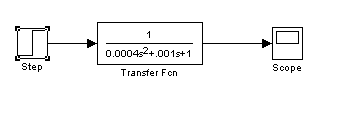 1
0.0004s²+.001s+1
Step
Transfer Fcn
Scope